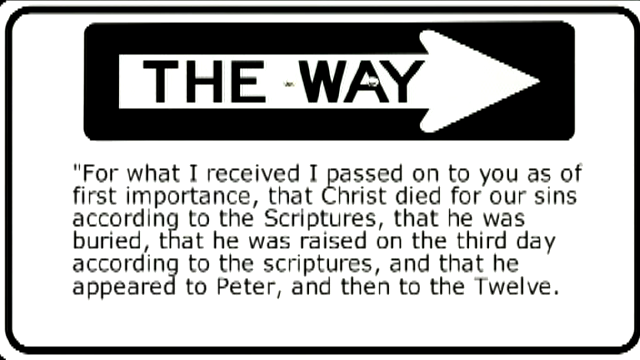 THE WAY
"For what I received I passed on to you as of
first importance, that Christ died for our sins
according to the Scriptures, that he was
buried, that he was raised on the third day
according to the scriptures, and that he
appeared to Peter, and then to the Twelve.